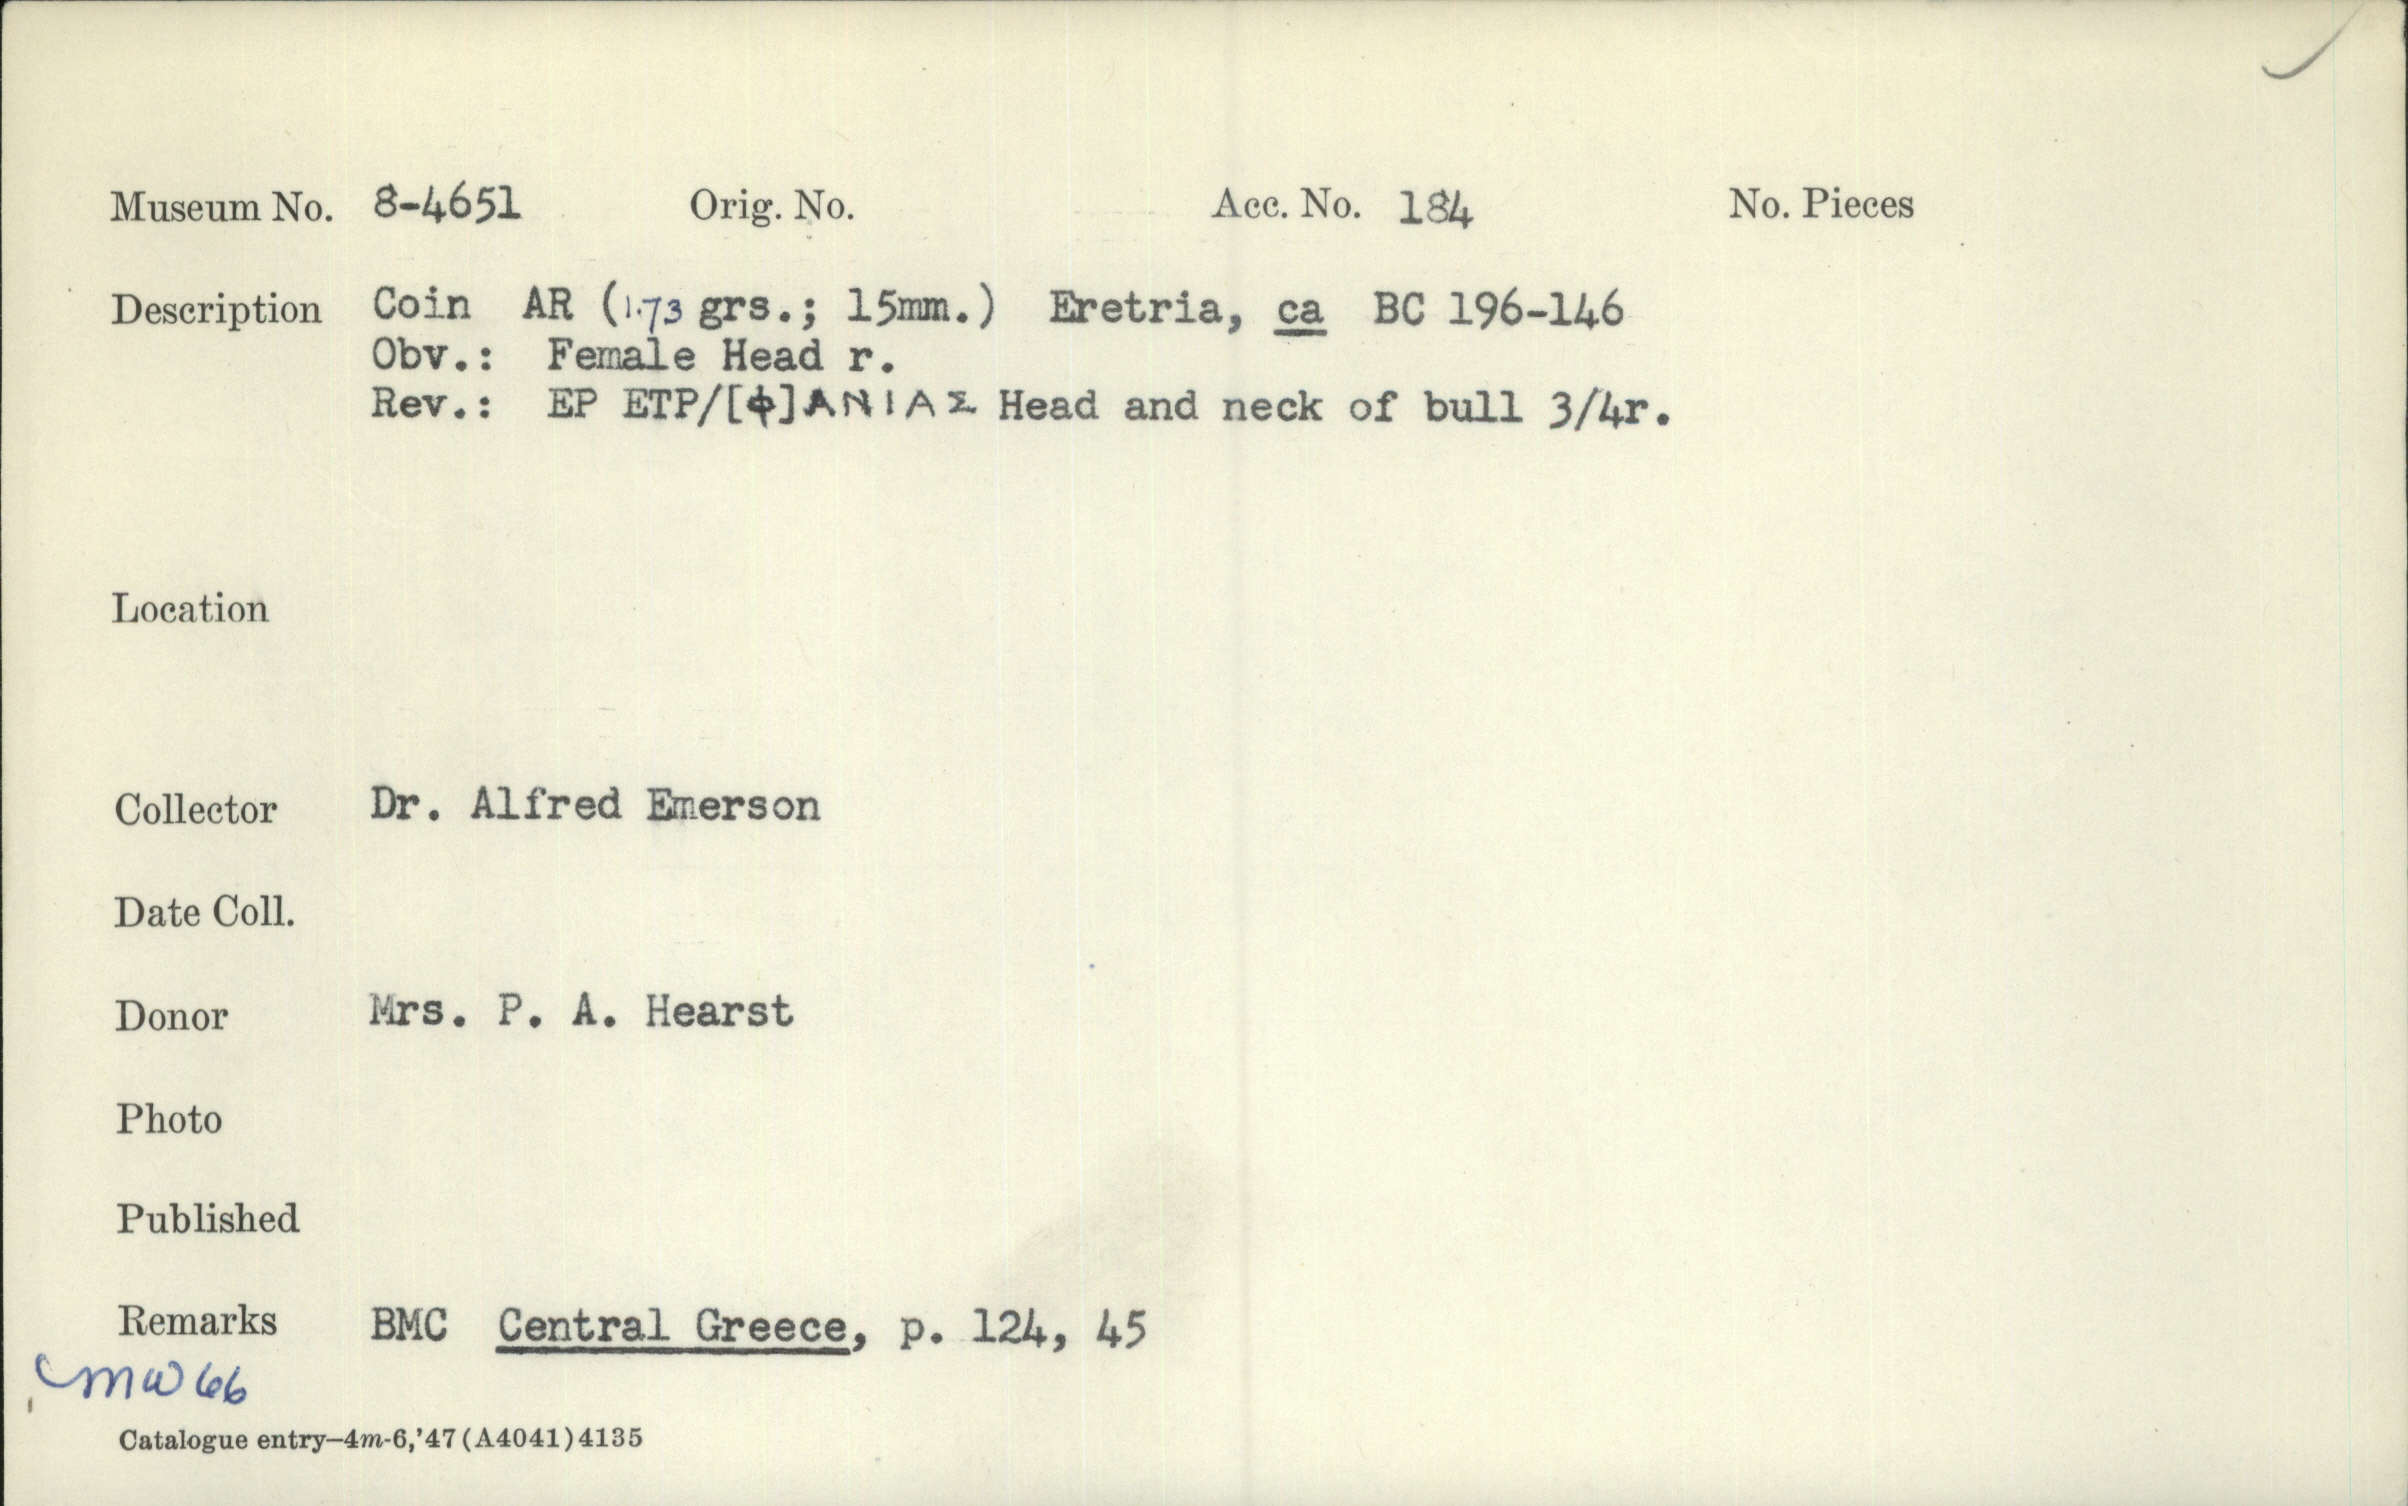 Museum No. 8-4651 Orig. No. Acc. No. 184 No. Pieces
Description Coin AR (1.73 grs.; 15mm.) Eretria, ca BC 196-146
Obv.: Female Head r.
Rev.: EP ETP/[ϕ]ΑΝΙΑΣ Head and neck of bull 3/4r.
Location
Collector Dr. Alfred Emerson
Date Coll.
Donor Mrs. P. A. Hearst
Photo
Published
Remarks BMC Central Greece, p. 124, 45
MW66
Catalogue entry—4m-6,'47 (A4041) 4135